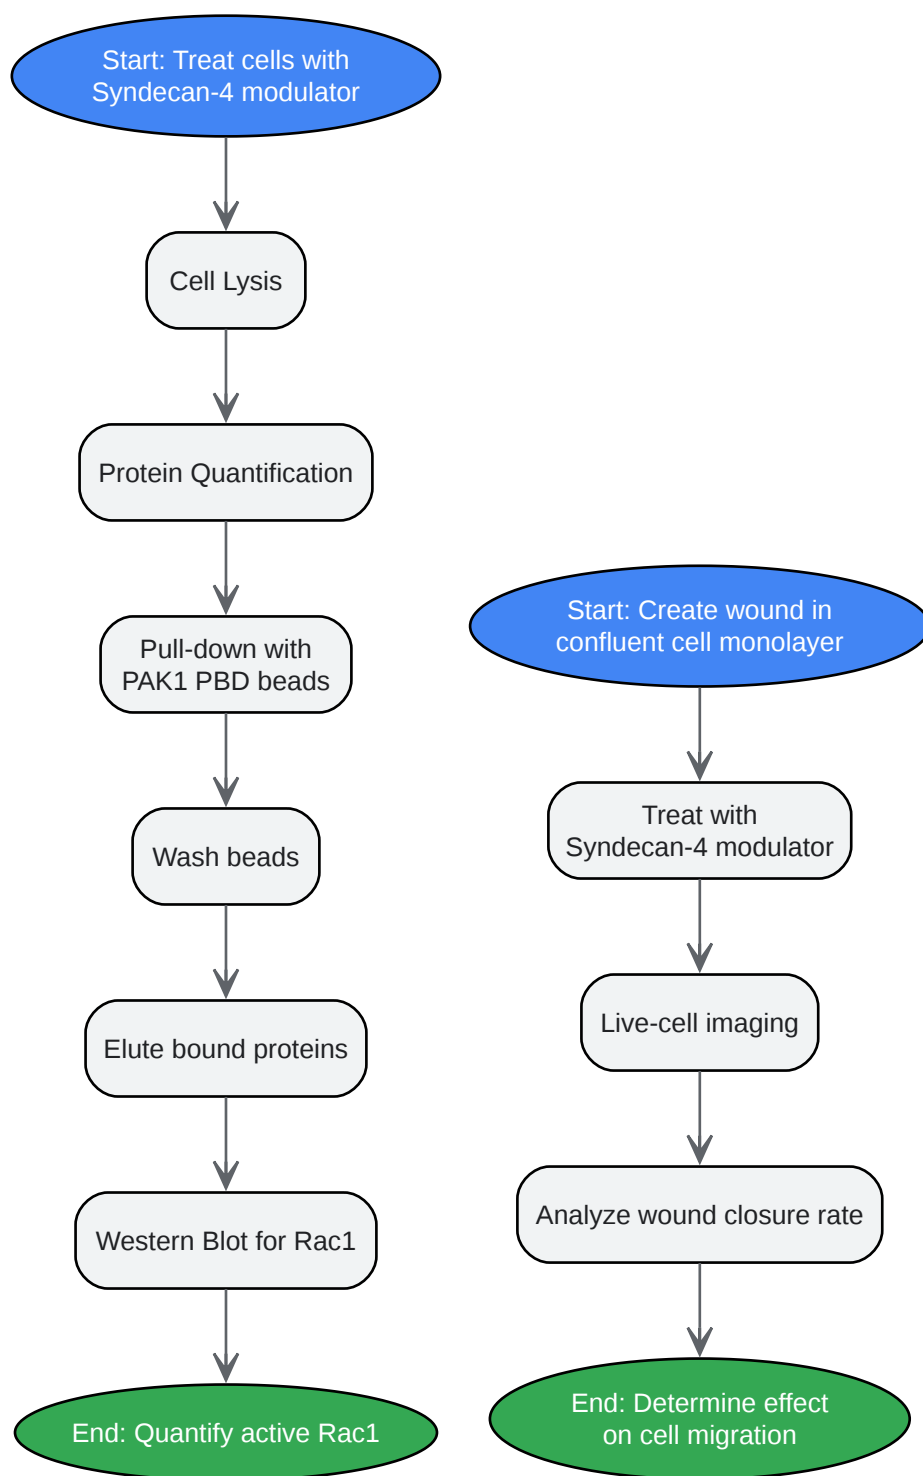 Start: Treat cells with
Syndecan-4 modulator
Cell Lysis
Protein Quantification
Pull-down with
PAK1 PBD beads
Wash beads
Elute bound proteins
Western Blot for Rac1
End: Quantify active Rac1
Start: Create wound in
confluent cell monolayer
Treat with
Syndecan-4 modulator
Live-cell imaging
Analyze wound closure rate
End: Determine effect
on cell migration